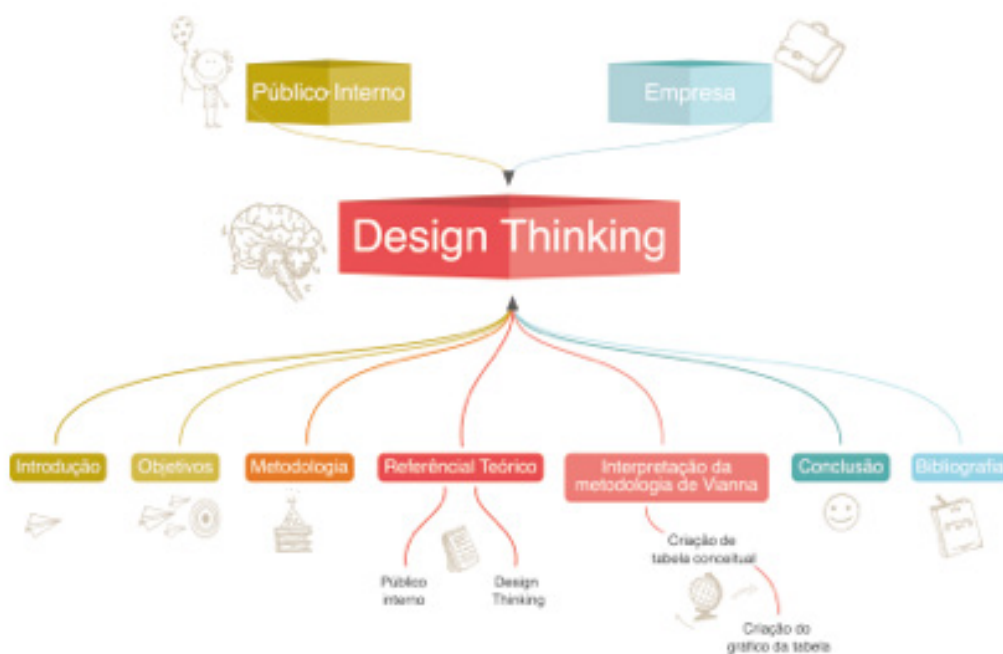 Público Interno
Empresa
Design Thinking
Introdução
Objetivos
Metodologia
Referêncial Teórico
Interpretação da
metodologia de Vianna
Conclusão
Bibliografia
Público
interno
Design
Thinking
Criação de
tabela conceitual
Criação do
gráfico da tabela